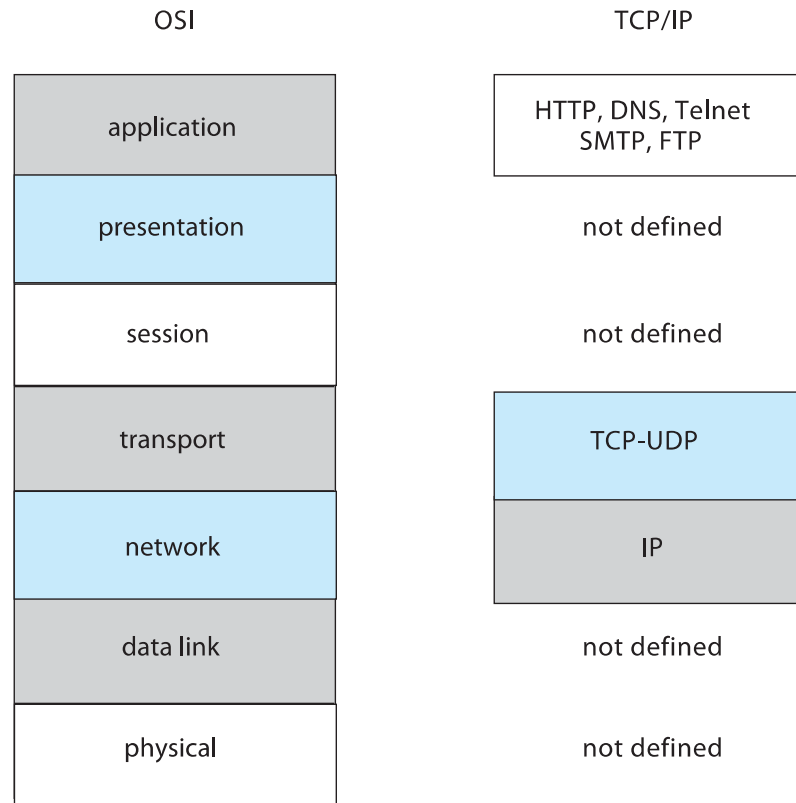 OSI
TCP/IP
application
HTTP, DNS, Telnet
SMTP, FTP
presentation
not defined
session
not defined
transport
TCP-UDP
network
IP
data link
not defined
physical
not defined